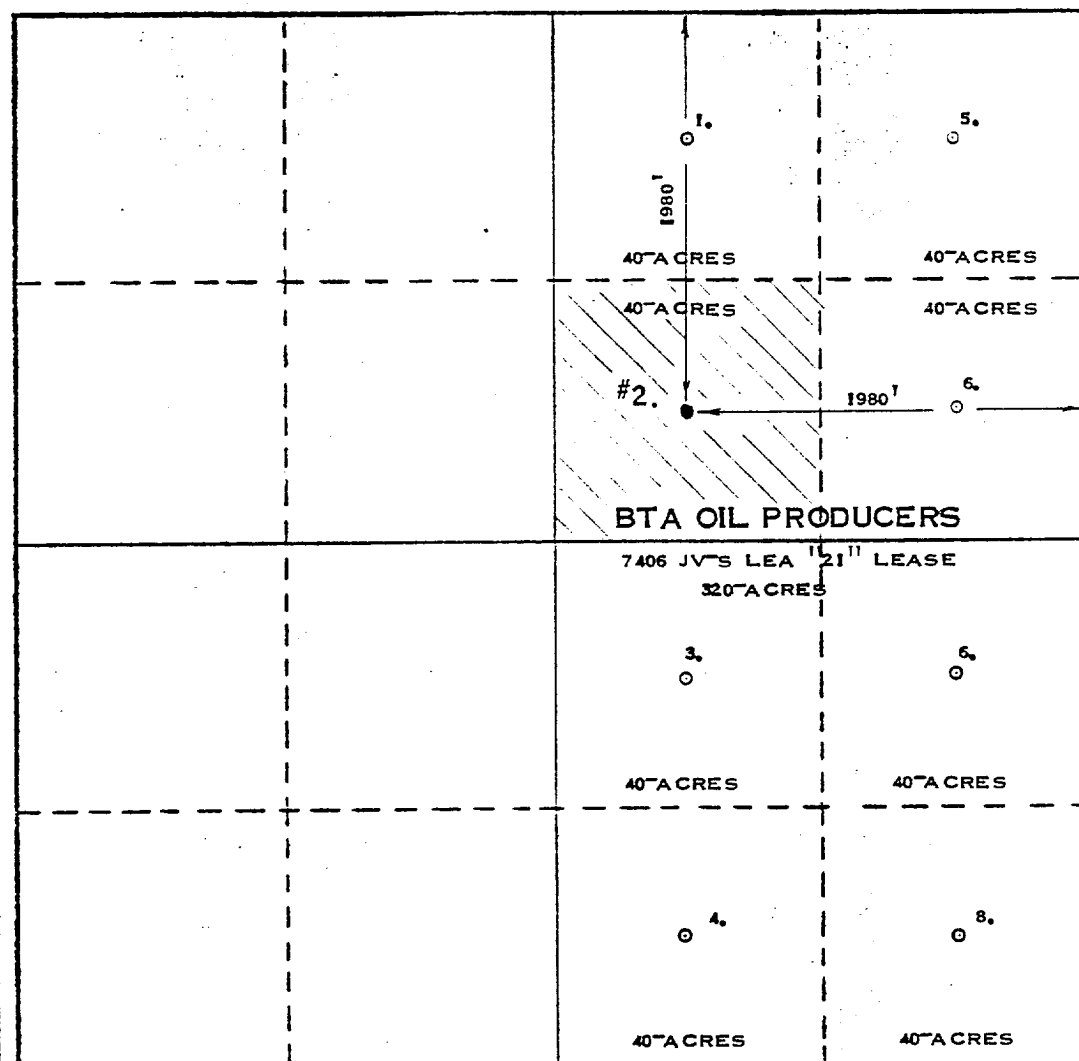 1. 5.
1980'
40-ACRES 40-ACRES
40-ACRES 40-ACRES
#2. 1980' 6.
BTA OIL PRODUCERS
7406 JV-S LEA "21" LEASE
320-ACRES
3. 6.
40-ACRES 40-ACRES
4. 8.
40-ACRES 40-ACRES